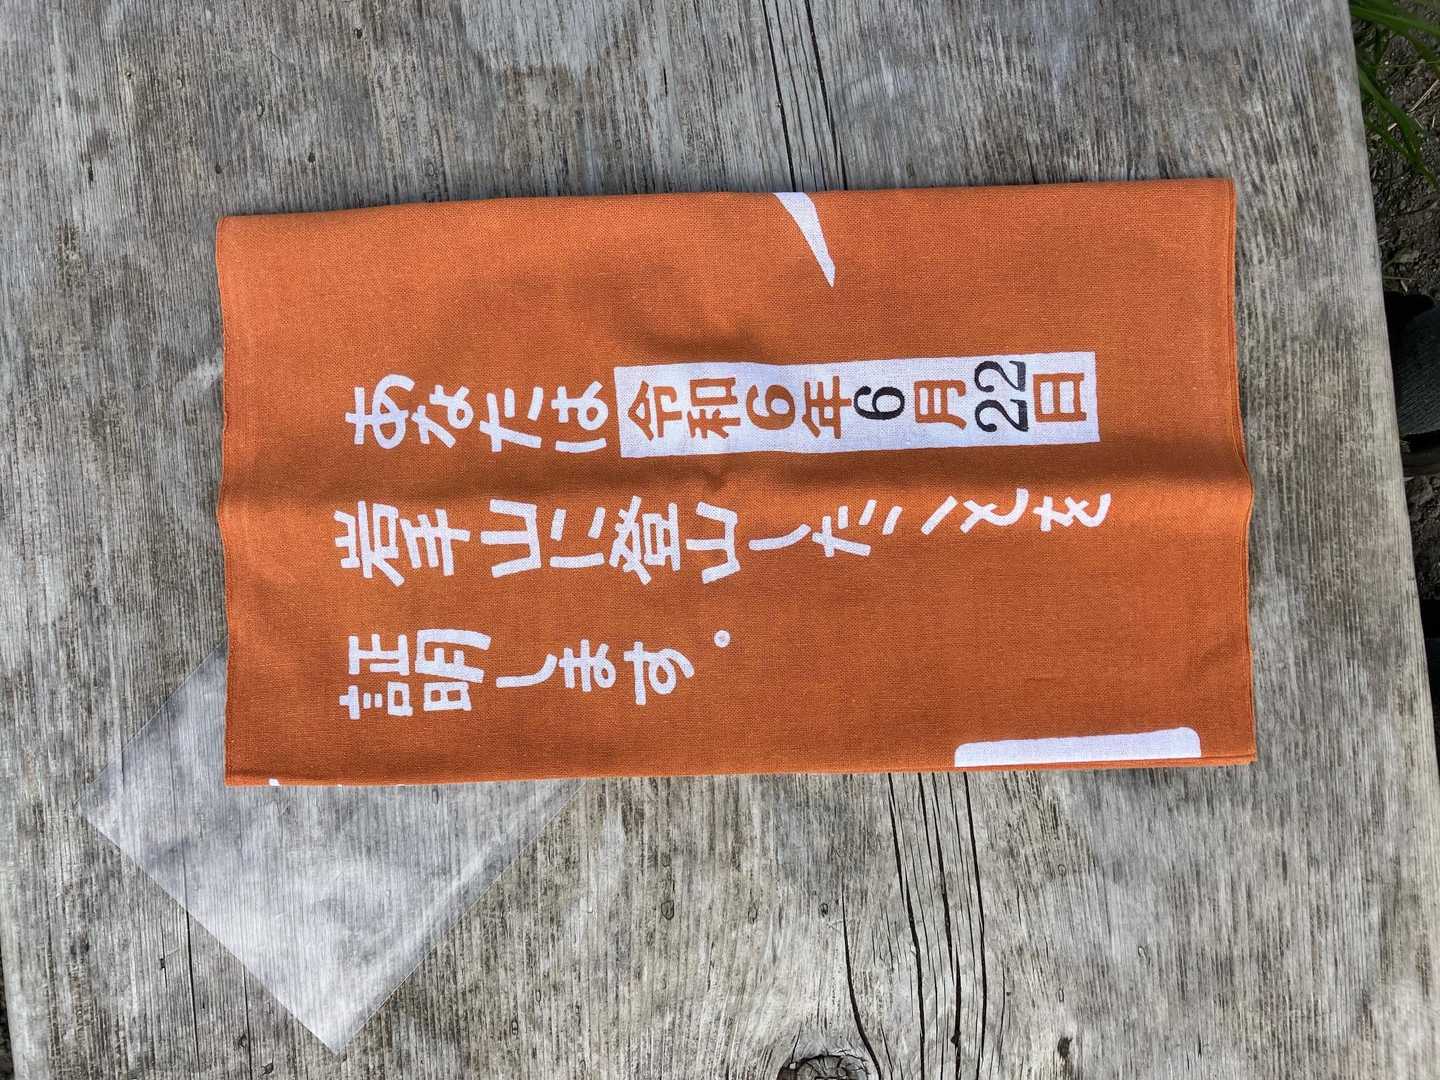 あなたは令和6年6月22日
岩手山に登山したことを
証明します。